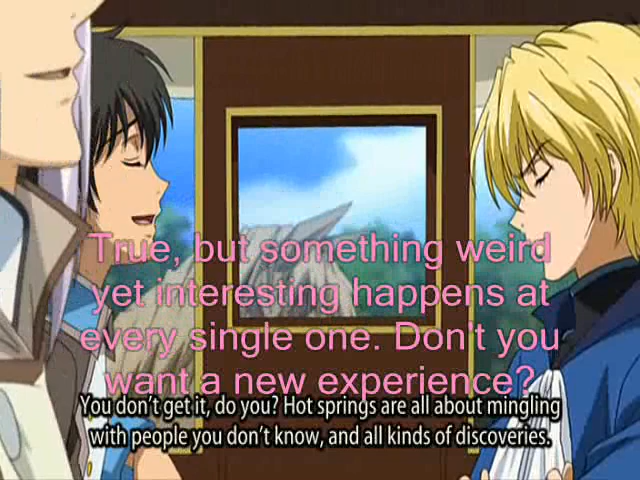 True, but something weird
yet interesting happens at
every single one. Don't you
want a new experience?
You don't get it, do you? Hot springs are all about mingling
with people you don't know, and all kinds of discoveries.